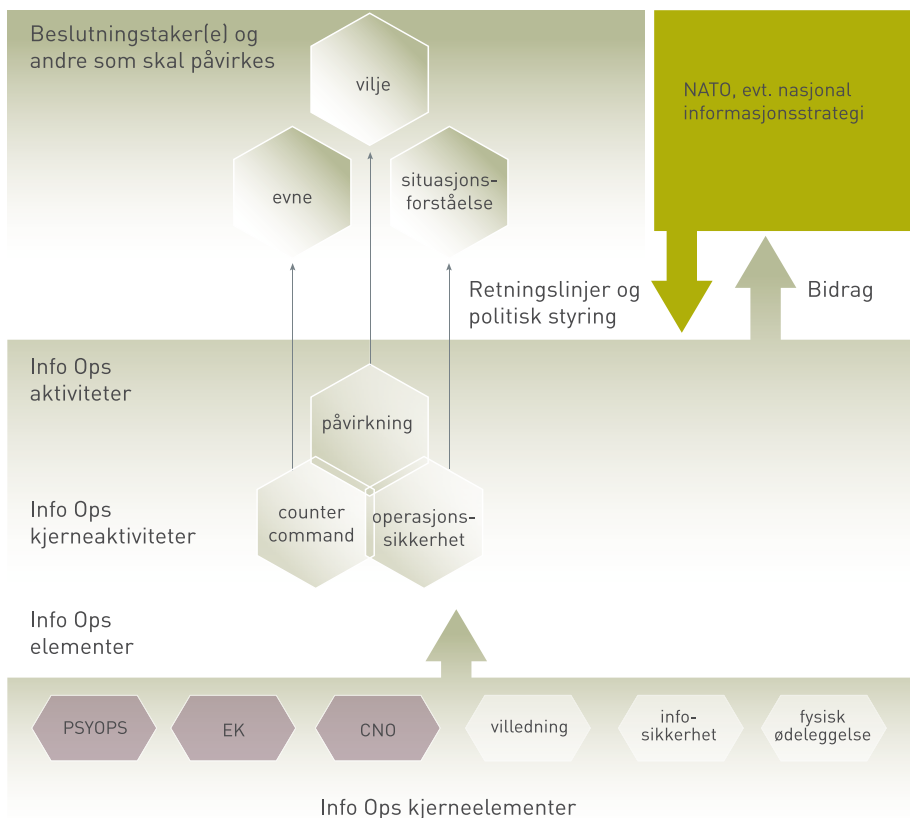 Beslutningstaker(e) og
andre som skal påvirkes
vilje
evne
situasjons-
forståelse
NATO, evt. nasjonal
informasjonsstrategi
Retningslinjer og
politisk styring
Bidrag
Info Ops
aktiviteter
påvirkning
Info Ops
kjerneaktiviteter
counter
command
operasjons-
sikkerhet
Info Ops
elementer
PSYOPS
EK
CNO
villedning
info-
sikkerhet
fysisk
ødeleggelse
Info Ops kjerneelementer